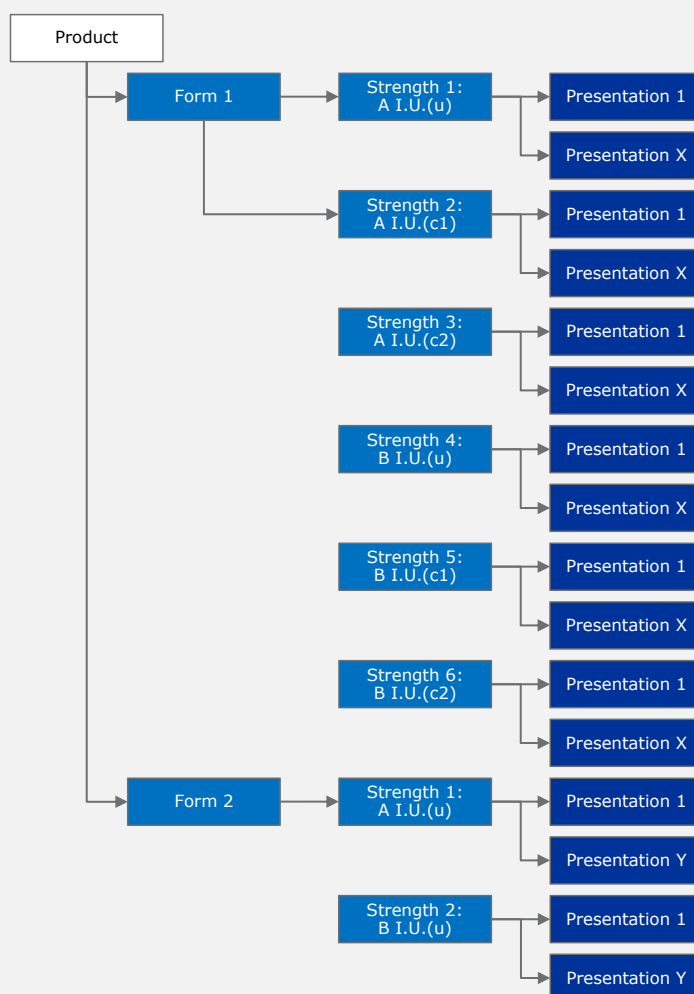 Product
Form 1
Strength 1:
A I.U.(u)
Presentation 1
Presentation X
Strength 2:
A I.U.(c1)
Presentation 1
Presentation X
Strength 3:
A I.U.(c2)
Presentation 1
Presentation X
Strength 4:
B I.U.(u)
Presentation 1
Presentation X
Strength 5:
B I.U.(c1)
Presentation 1
Presentation X
Strength 6:
B I.U.(c2)
Presentation 1
Presentation X
Form 2
Strength 1:
A I.U.(u)
Presentation 1
Presentation Y
Strength 2:
B I.U.(u)
Presentation 1
Presentation Y